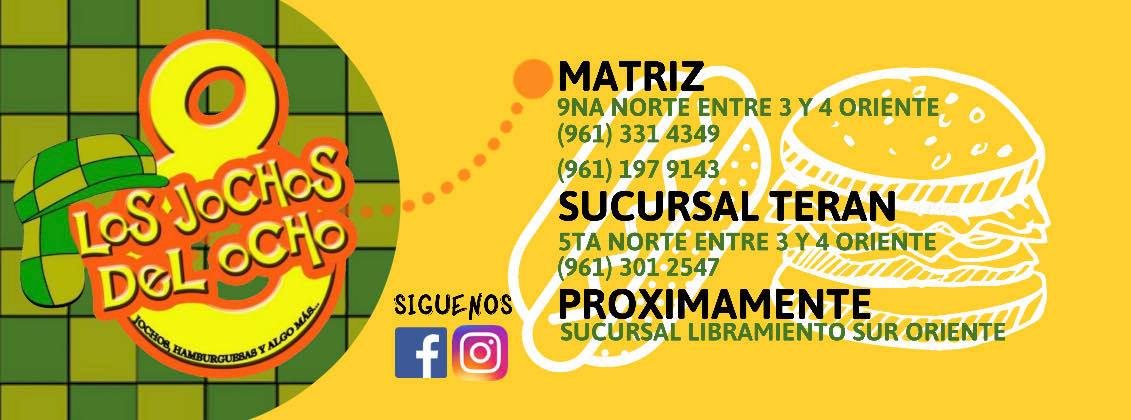 8
LOS JOCHOS
DEL OCHO
JOCHOS, HAMBURGUESAS Y ALGO MÁS...
MATRIZ
9NA NORTE ENTRE 3 Y 4 ORIENTE
(961) 331 4349
(961) 197 9143
SUCURSAL TERAN
5TA NORTE ENTRE 3 Y 4 ORIENTE
(961) 301 2547
PROXIMAMENTE
SUCURSAL LIBRAMIENTO SUR ORIENTE
SIGUENOS
f